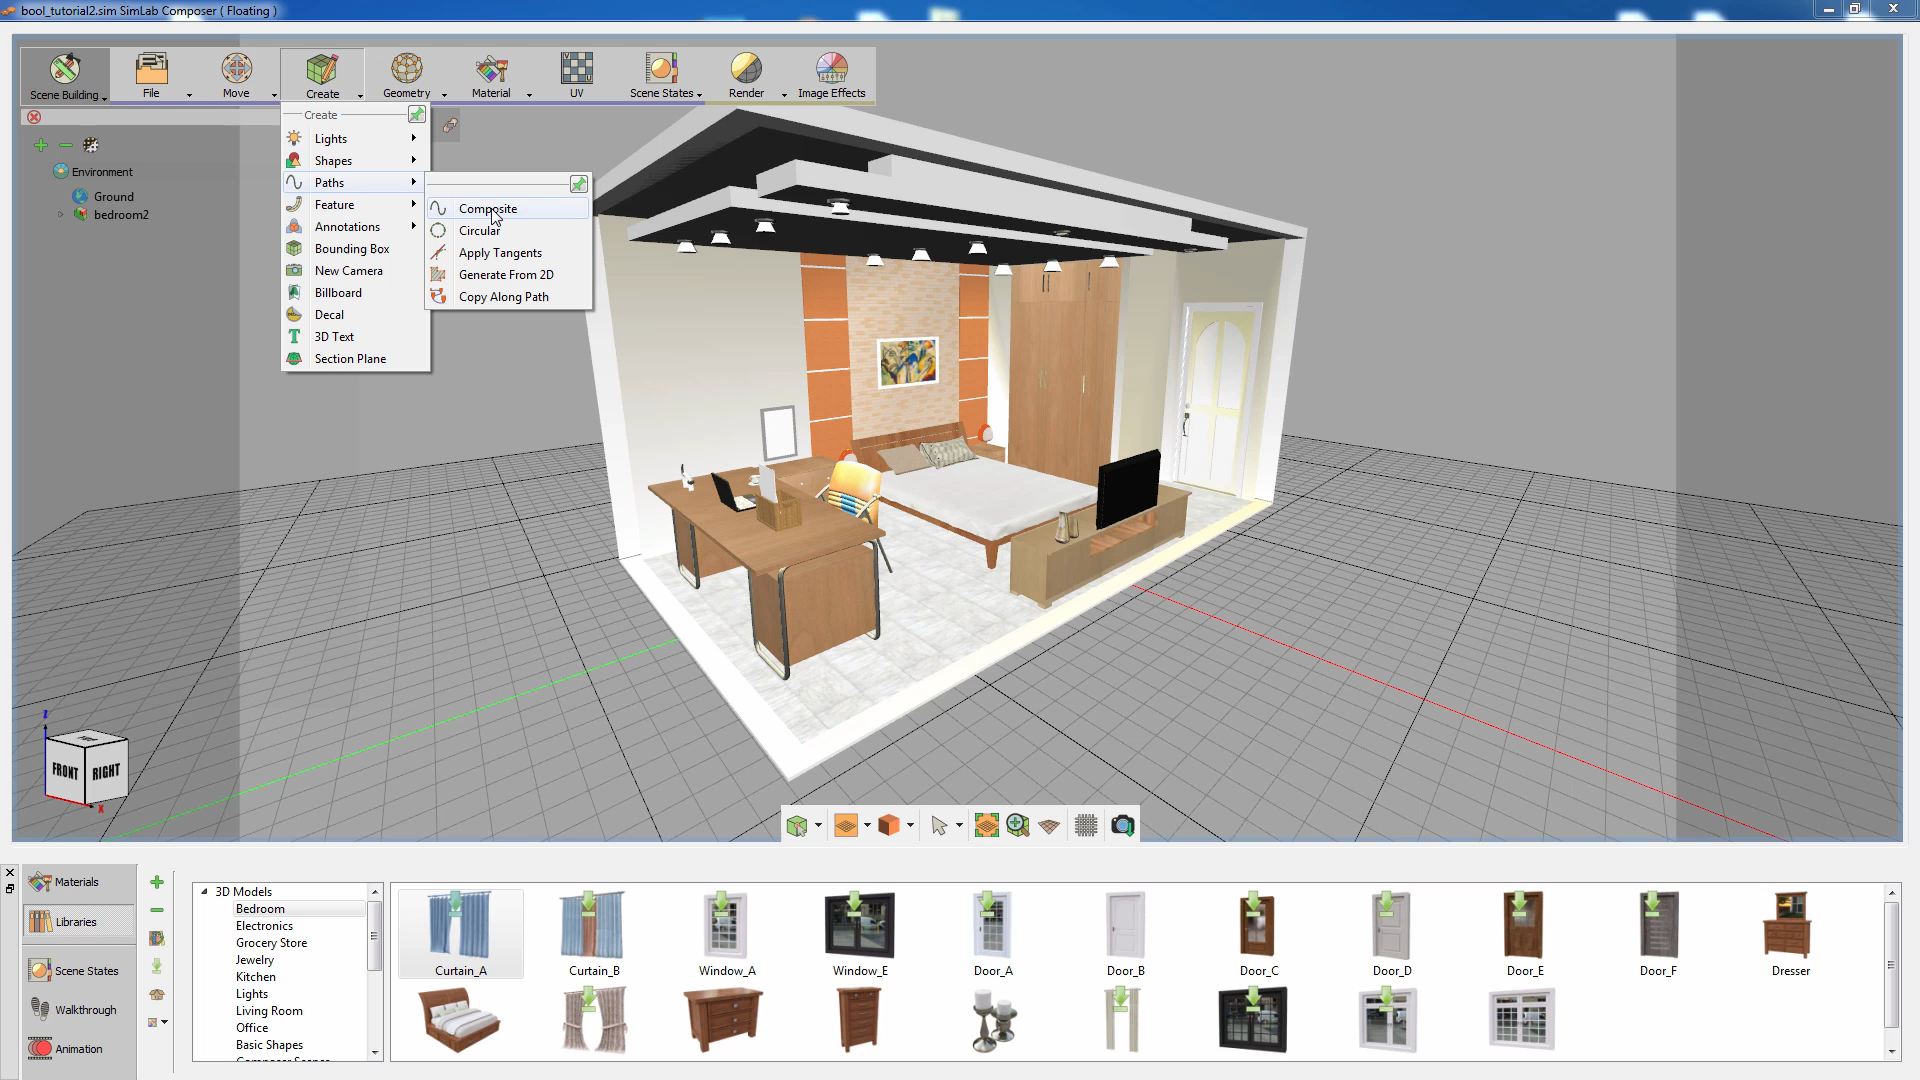 bool_tutorial2.sim SimLab Composer ( Floating )
Scene Building
File
Move
Create
Geometry
Material
UV
Scene States
Render
Image Effects
Create
Lights
Shapes
Paths
Feature
Annotations
Bounding Box
New Camera
Billboard
Decal
3D Text
Section Plane
Composite
Circular
Apply Tangents
Generate From 2D
Copy Along Path
Environment
Ground
bedroom2
Z
FRONT
RIGHT
X
Materials
Libraries
Scene States
Walkthrough
Animation
3D Models
Bedroom
Electronics
Grocery Store
Jewelry
Kitchen
Lights
Living Room
Office
Basic Shapes
Composer Scenes
Curtain_A
Curtain_B
Window_A
Window_E
Door_A
Door_B
Door_C
Door_D
Door_E
Door_F
Dresser